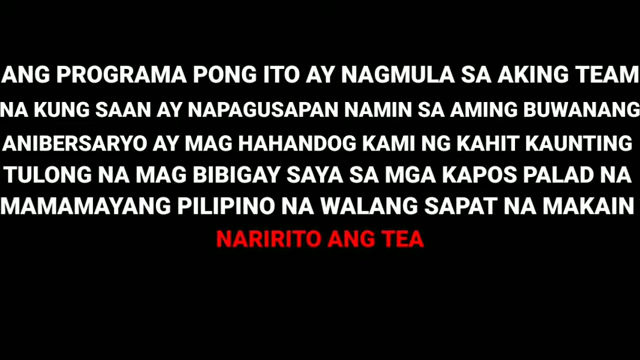 ANG PROGRAMA PONG ITO AY NAGMULA SA AKING TEAM
NA KUNG SAAN AY NAPAGUSAPAN NAMIN SA AMING BUWANANG
ANIBERSARYO AY MAG HAHANDOG KAMI NG KAHIT KAUNTING
TULONG NA MAG BIBIGAY SAYA SA MGA KAPOS PALAD NA
MAMAMAYANG PILIPINO NA WALANG SAPAT NA MAKAIN
NARIRITO ANG TEA